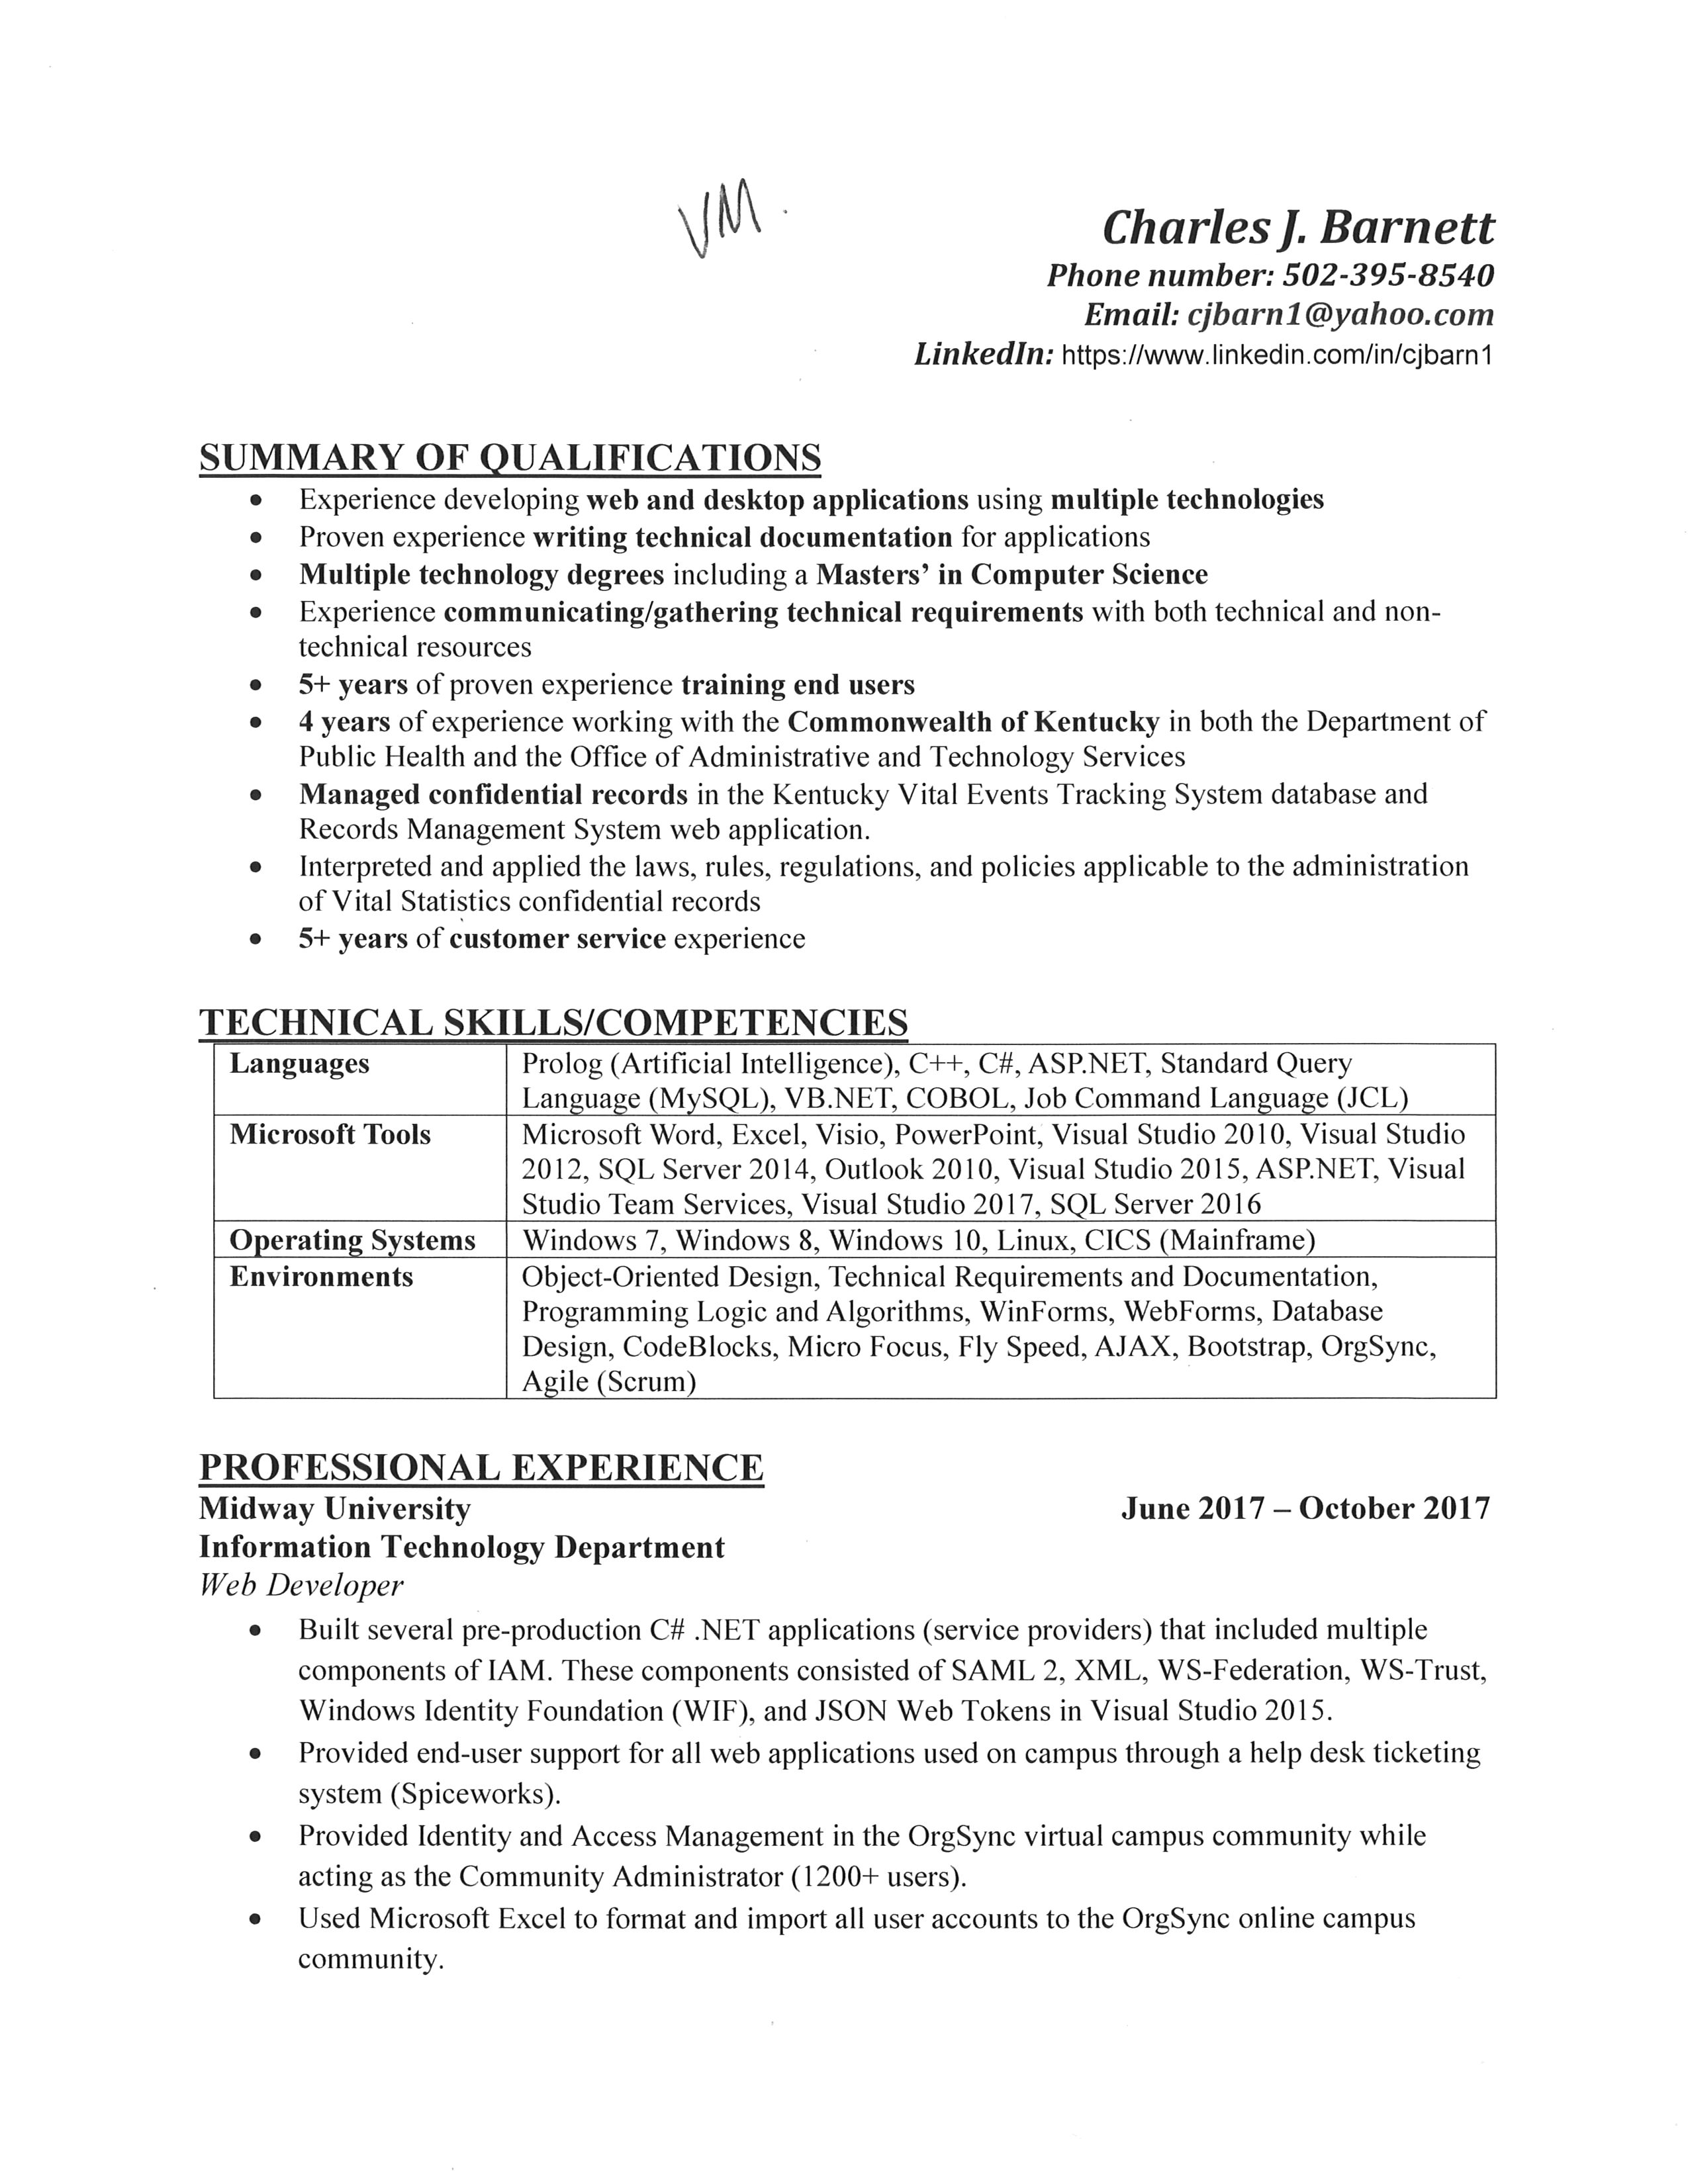 VM.
Charles J. Barnett
Phone number: 502-395-8540
Email: cjbarn1@yahoo.com
LinkedIn: https://www.linkedin.com/in/cjbarn1
SUMMARY OF QUALIFICATIONS
• Experience developing web and desktop applications using multiple technologies
• Proven experience writing technical documentation for applications
• Multiple technology degrees including a Masters’ in Computer Science
• Experience communicating/gathering technical requirements with both technical and non-
technical resources
• 5+ years of proven experience training end users
• 4 years of experience working with the Commonwealth of Kentucky in both the Department of
Public Health and the Office of Administrative and Technology Services
• Managed confidential records in the Kentucky Vital Events Tracking System database and
Records Management System web application.
• Interpreted and applied the laws, rules, regulations, and policies applicable to the administration
of Vital Statistics confidential records
• 5+ years of customer service experience
TECHNICAL SKILLS/COMPETENCIES
Languages Prolog (Artificial Intelligence), C++, C#, ASP.NET, Standard Query
Language (MySQL), VB.NET, COBOL, Job Command Language (JCL)
Microsoft Tools Microsoft Word, Excel, Visio, PowerPoint, Visual Studio 2010, Visual Studio
2012, SQL Server 2014, Outlook 2010, Visual Studio 2015, ASP.NET, Visual
Studio Team Services, Visual Studio 2017, SQL Server 2016
Operating Systems Windows 7, Windows 8, Windows 10, Linux, CICS (Mainframe)
Environments Object-Oriented Design, Technical Requirements and Documentation,
Programming Logic and Algorithms, WinForms, WebForms, Database
Design, CodeBlocks, Micro Focus, Fly Speed, AJAX, Bootstrap, OrgSync,
Agile (Scrum)
PROFESSIONAL EXPERIENCE
Midway University June 2017 – October 2017
Information Technology Department
Web Developer
• Built several pre-production C# .NET applications (service providers) that included multiple
components of IAM. These components consisted of SAML 2, XML, WS-Federation, WS-Trust,
Windows Identity Foundation (WIF), and JSON Web Tokens in Visual Studio 2015.
• Provided end-user support for all web applications used on campus through a help desk ticketing
system (Spiceworks).
• Provided Identity and Access Management in the OrgSync virtual campus community while
acting as the Community Administrator (1200+ users).
• Used Microsoft Excel to format and import all user accounts to the OrgSync online campus
community.